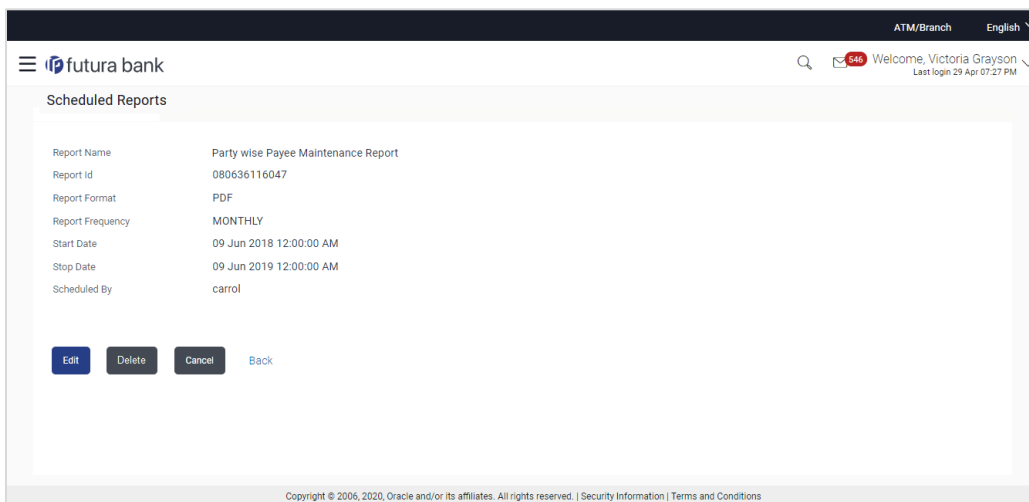 ATM/Branch English
futura bank
546 Welcome, Victoria Grayson
Last login 29 Apr 07:27 PM
Scheduled Reports
Report Name Party wise Payee Maintenance Report
Report Id 080636116047
Report Format PDF
Report Frequency MONTHLY
Start Date 09 Jun 2018 12:00:00 AM
Stop Date 09 Jun 2019 12:00:00 AM
Scheduled By carrol
Edit Delete Cancel Back
Copyright © 2006, 2020, Oracle and/or its affiliates. All rights reserved. | Security Information | Terms and Conditions